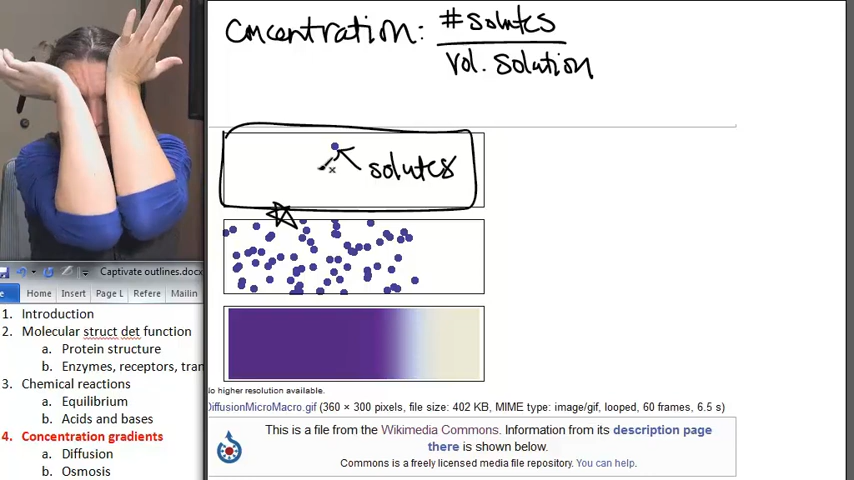 concentration: #solutes
vol. solution
solutes
Captivate outlines.docx
Home Insert Page L Refere Mailin
1. Introduction
2. Molecular struct det function
a. Protein structure
b. Enzymes, receptors, tran
3. Chemical reactions
a. Equilibrium
b. Acids and bases
4. Concentration gradients
a. Diffusion
b. Osmosis
No higher resolution available.
DiffusionMicroMacro.gif (360 × 300 pixels, file size: 402 KB, MIME type: image/gif, looped, 60 frames, 6.5 s)
This is a file from the Wikimedia Commons. Information from its description page
there is shown below.
Commons is a freely licensed media file repository. You can help.